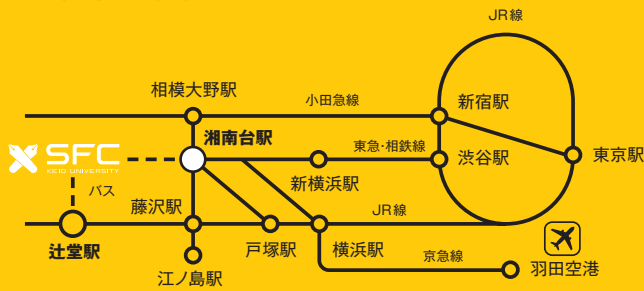 JR線
相模大野駅
小田急線
新宿駅
湘南台駅
東急・相鉄線
SFC
KEIO UNIVERSITY
渋谷駅
東京駅
バス
新横浜駅
藤沢駅
JR線
辻堂駅
戸塚駅
横浜駅
京急線
江ノ島駅
羽田空港